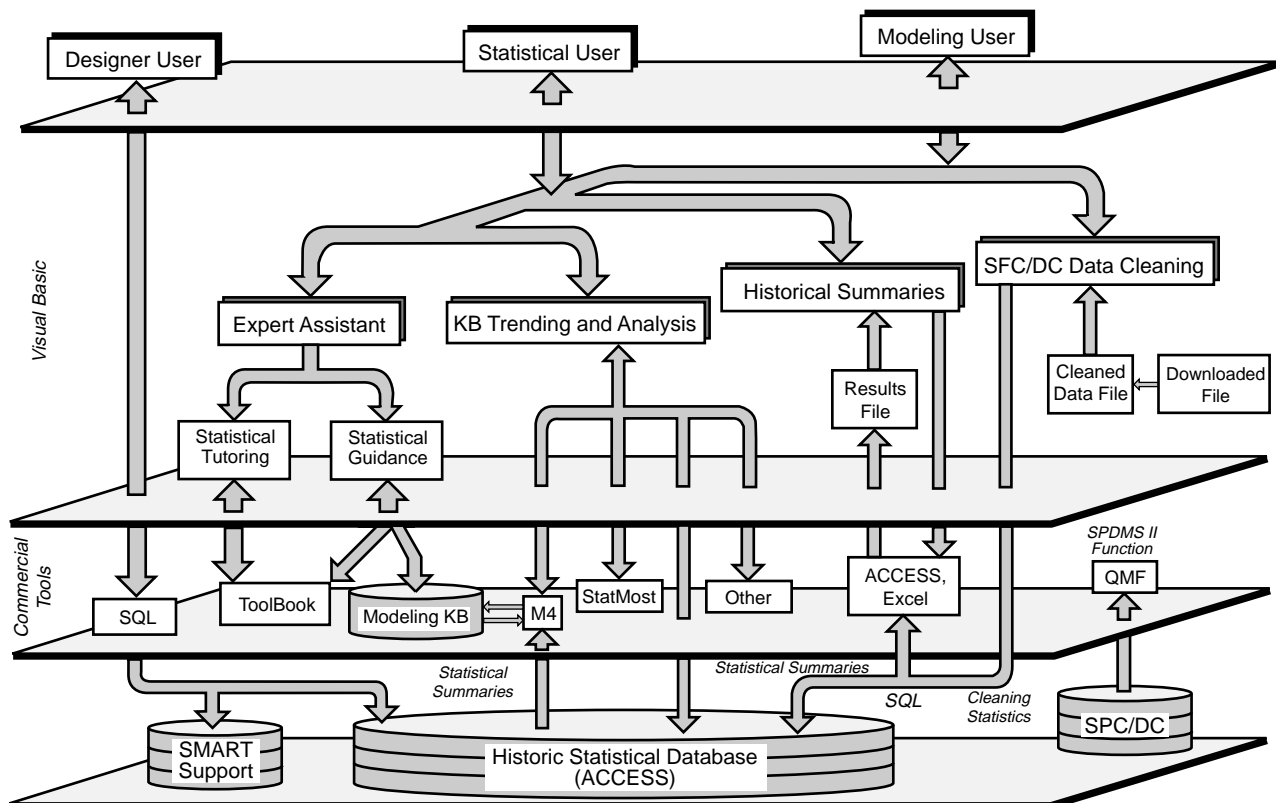 Designer User
Statistical User
Modeling User
Visual Basic
SFC/DC Data Cleaning
Historical Summaries
Expert Assistant
KB Trending and Analysis
Results
File
Cleaned
Data File
Downloaded
File
Statistical
Tutoring
Statistical
Guidance
Commercial
Tools
SPDMS II
Function
SQL
ToolBook
Modeling KB
M4
StatMost
Other
ACCESS,
Excel
QMF
Statistical
Summaries
Statistical Summaries
SQL
Cleaning
Statistics
SMART
Support
Historic Statistical Database
(ACCESS)
SPC/DC